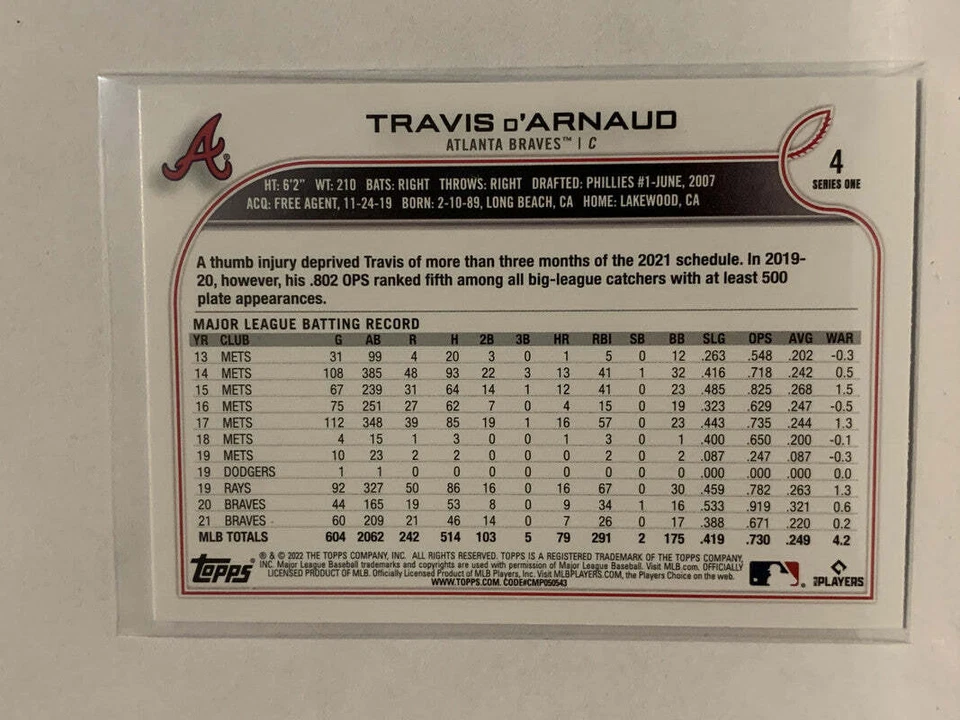 A
TRAVIS D'ARNAUD
ATLANTA BRAVES™ | C
4
SERIES ONE
HT: 6'2" WT: 210 BATS: RIGHT THROWS: RIGHT DRAFTED: PHILLIES #1-JUNE, 2007
ACQ: FREE AGENT, 11-24-19 BORN: 2-10-89, LONG BEACH, CA HOME: LAKEWOOD, CA
A thumb injury deprived Travis of more than three months of the 2021 schedule. In 2019-
20, however, his .802 OPS ranked fifth among all big-league catchers with at least 500
plate appearances.
MAJOR LEAGUE BATTING RECORD
YR CLUB G AB R H 2B 3B HR RBI SB BB SLG OPS AVG WAR
13 METS 31 99 4 20 3 0 1 5 0 12 .263 .548 .202 -0.3
14 METS 108 385 48 93 22 3 13 41 1 32 .416 .718 .242 0.5
15 METS 67 239 31 64 14 1 12 41 0 23 .485 .825 .268 1.5
16 METS 75 251 27 62 7 0 4 15 0 19 .323 .629 .247 -0.5
17 METS 112 348 39 85 19 1 16 57 0 23 .443 .735 .244 1.3
18 METS 4 15 1 3 0 0 1 3 0 1 .400 .650 .200 -0.1
19 METS 10 23 2 2 0 0 0 2 0 2 .087 .247 .087 -0.3
19 DODGERS 1 1 0 0 0 0 0 0 0 0 .000 .000 .000 0.0
19 RAYS 92 327 50 86 16 0 16 67 0 30 .459 .782 .263 1.3
20 BRAVES 44 165 19 53 8 0 9 34 1 16 .533 .919 .321 0.6
21 BRAVES 60 209 21 46 14 0 7 26 0 17 .388 .671 .220 0.2
MLB TOTALS 604 2062 242 514 103 5 79 291 2 175 .419 .730 .249 4.2
Topps®
® & © 2022 THE TOPPS COMPANY, INC. ALL RIGHTS RESERVED. TOPPS IS A REGISTERED TRADEMARK OF THE TOPPS COMPANY,
INC. Major League Baseball trademarks and copyrights are used with permission of Major League Baseball. Visit MLB.com. OFFICIALLY
LICENSED PRODUCT OF MLB. Officially Licensed Product of MLB Players, Inc. Visit MLBPLAYERS.COM, the Players Choice on the web.
WWW.TOPPS.COM. CODE#CMP050543
PLAYERS